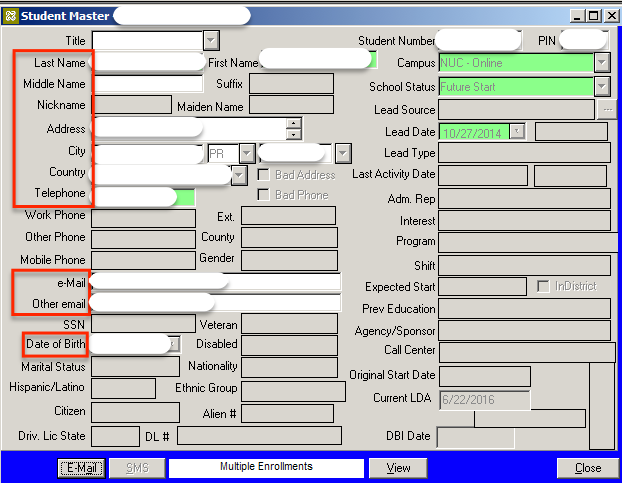 Student Master
Title Student Number PIN
Last Name First Name Campus NUC - Online
Middle Name Suffix School Status Future Start
Nickname Maiden Name Lead Source ...
Address Lead Date 10/27/2014
City PR Lead Type
Country Bad Address Last Activity Date
Telephone Bad Phone Adm. Rep
Work Phone Ext. Interest
Other Phone County Program
Mobile Phone Gender Shift
e-Mail Expected Start InDistrict
Other email Prev Education
SSN Veteran Agency/Sponsor
Date of Birth Disabled Call Center
Marital Status Nationality Original Start Date
Hispanic/Latino Ethnic Group Current LDA 6/22/2016
Citizen Alien #
Driv. Lic State DL # DBI Date
E-Mail SMS Multiple Enrollments View Close